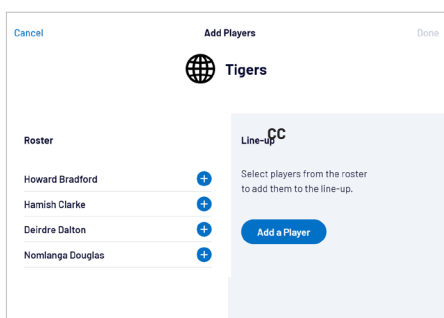 Cancel
Add Players
Done
Tigers
Roster
Howard Bradford
Hamish Clarke
Deirdre Dalton
Nomlanga Douglas
Line-up
CC
Select players from the roster
to add them to the line-up.
Add a Player